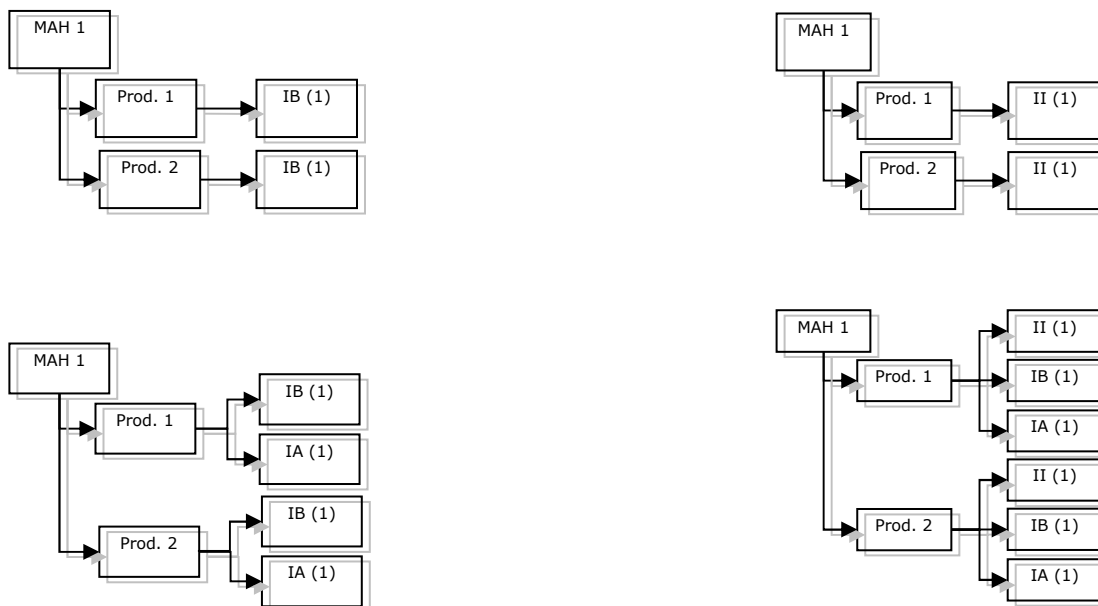 MAH 1
Prod. 1
IB (1)
Prod. 2
IB (1)
MAH 1
Prod. 1
II (1)
Prod. 2
II (1)
MAH 1
Prod. 1
IB (1)
IA (1)
Prod. 2
IB (1)
IA (1)
MAH 1
Prod. 1
II (1)
IB (1)
IA (1)
Prod. 2
II (1)
IB (1)
IA (1)